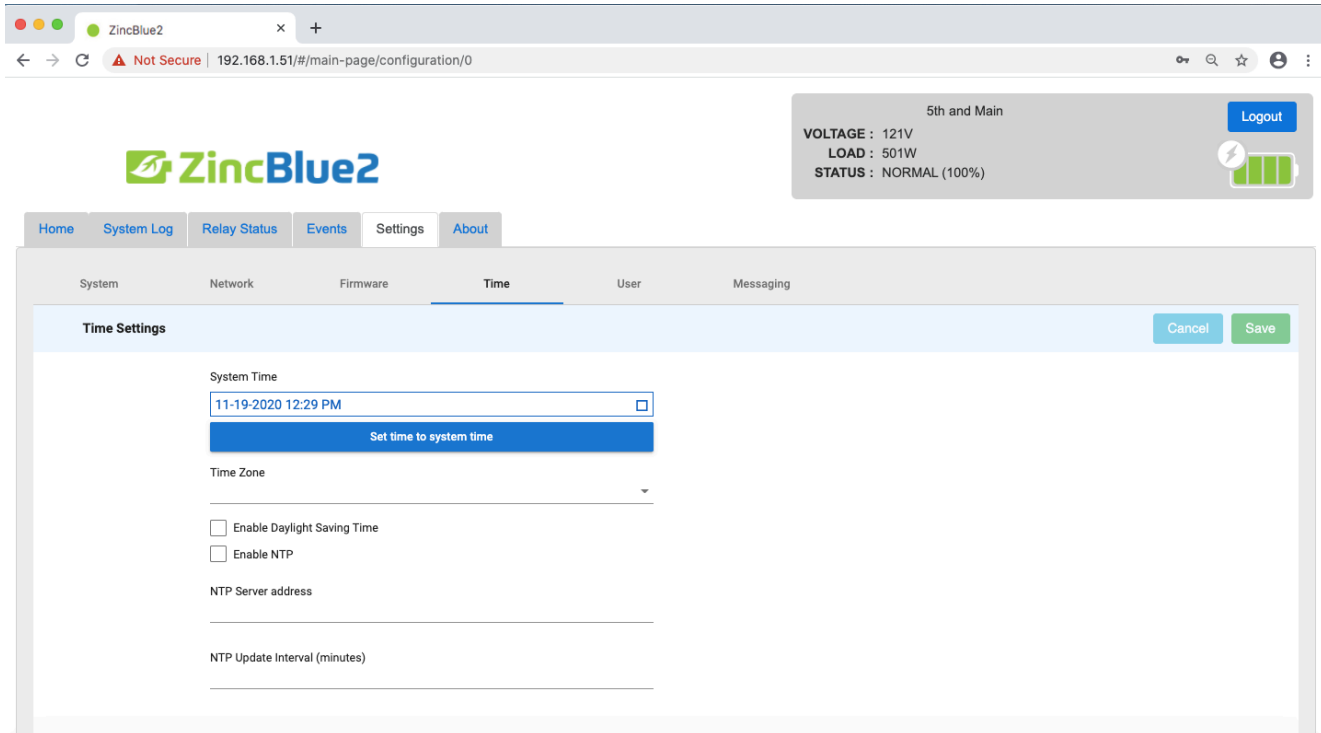 ZincBlue2
Not Secure 192.168.1.51/#/main-page/configuration/0
5th and Main
Logout
VOLTAGE : 121V
LOAD : 501W
STATUS : NORMAL (100%)
ZincBlue2
Home System Log Relay Status Events Settings About
System Network Firmware Time User Messaging
Time Settings Cancel Save
System Time
11-19-2020 12:29 PM
Set time to system time
Time Zone
Enable Daylight Saving Time
Enable NTP
NTP Server address
NTP Update Interval (minutes)